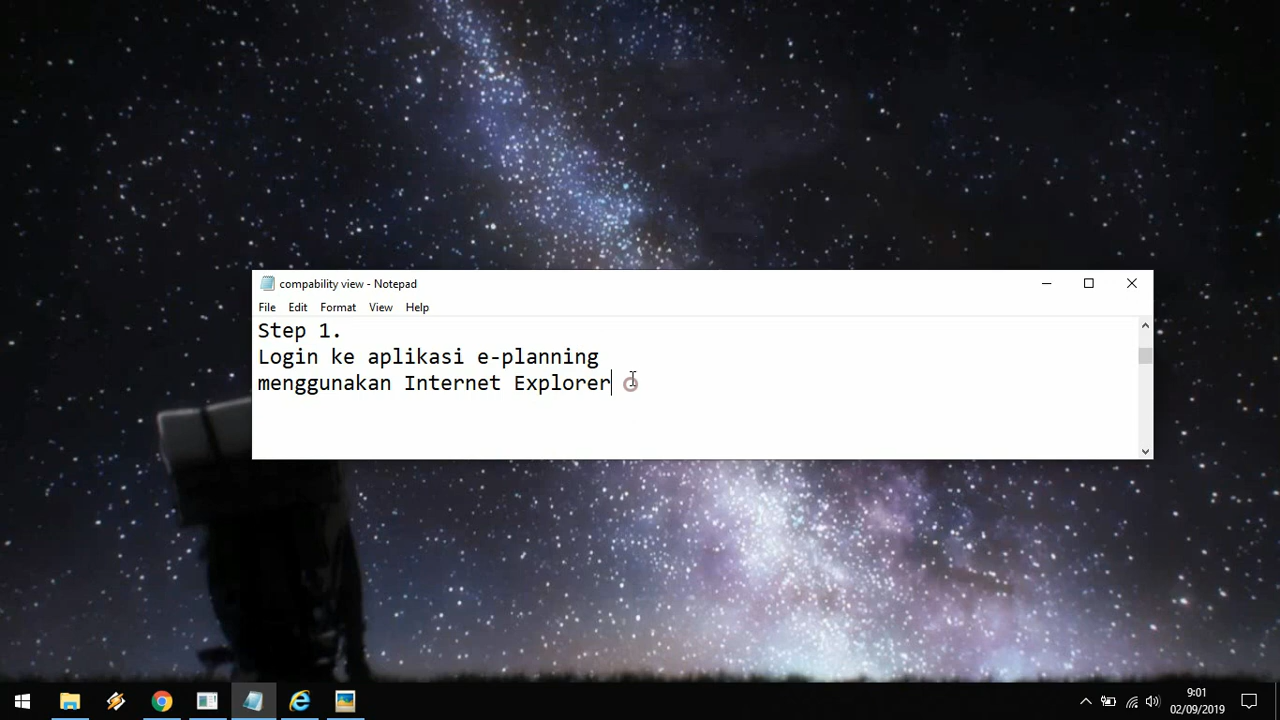 compability view - Notepad
File Edit Format View Help
Step 1.
Login ke aplikasi e-planning
menggunakan Internet Explorer
9:01
02/09/2019